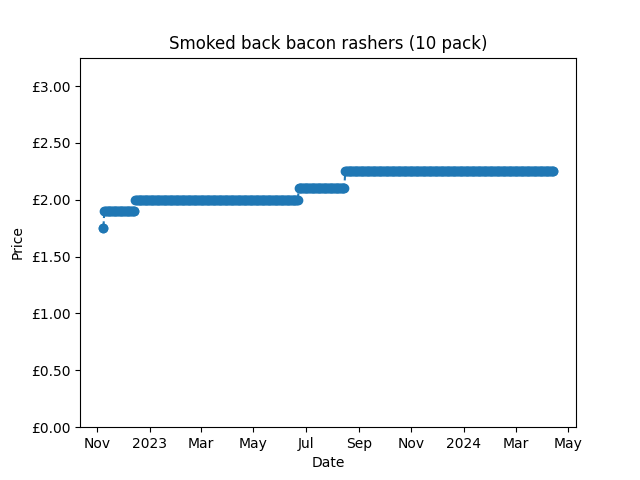 Smoked back bacon rashers (10 pack)
£3.00
£2.50
£2.00
£1.50
£1.00
£0.50
£0.00
Price
Nov 2023 Mar May Jul Sep Nov 2024 Mar May
Date